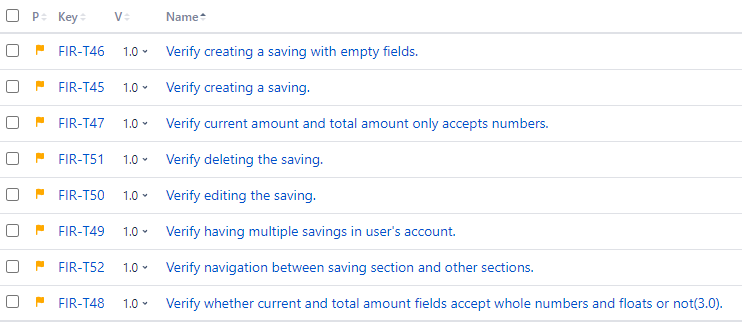 P Key V Name
FIR-T46 1.0 Verify creating a saving with empty fields.
FIR-T45 1.0 Verify creating a saving.
FIR-T47 1.0 Verify current amount and total amount only accepts numbers.
FIR-T51 1.0 Verify deleting the saving.
FIR-T50 1.0 Verify editing the saving.
FIR-T49 1.0 Verify having multiple savings in user's account.
FIR-T52 1.0 Verify navigation between saving section and other sections.
FIR-T48 1.0 Verify whether current and total amount fields accept whole numbers and floats or not(3.0).